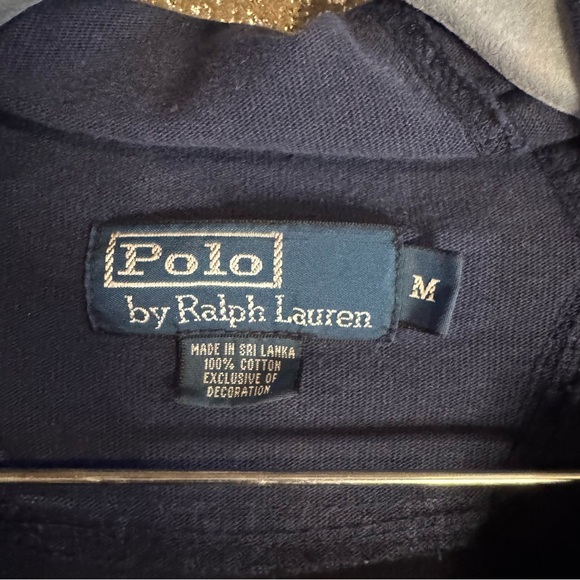 Polo
by Ralph Lauren
M
MADE IN SRI LANKA
100% COTTON
EXCLUSIVE OF
DECORATION